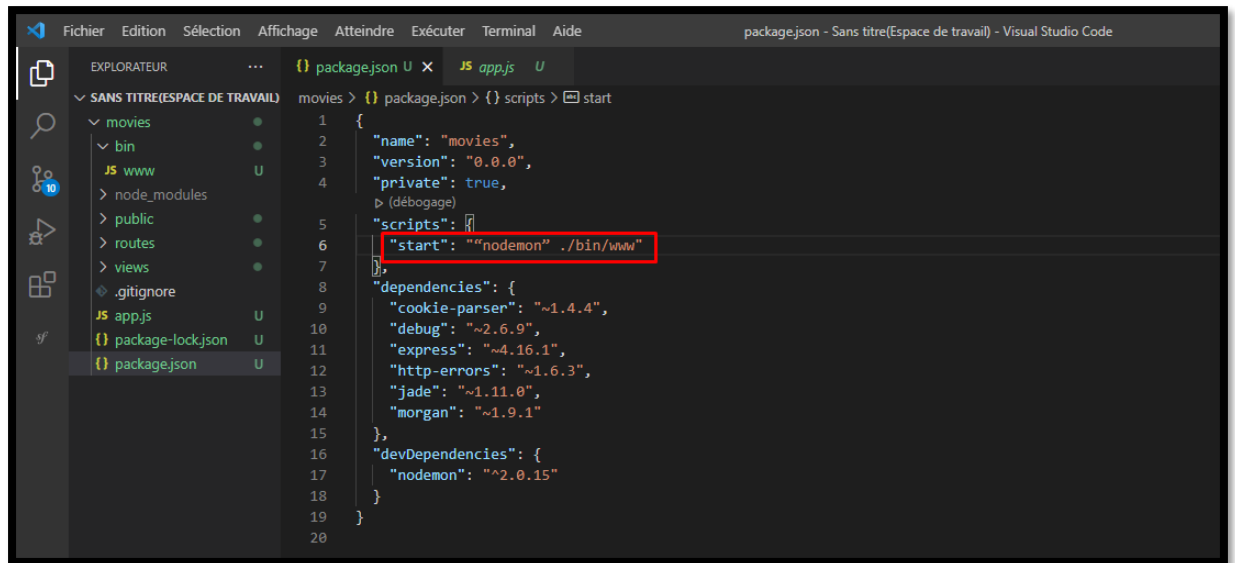 Fichier Edition Sélection Affichage Atteindre Exécuter Terminal Aide package.json - Sans titre(Espace de travail) - Visual Studio Code
EXPLORATEUR ... {} package.json U × JS app.js U
SANS TITRE(ESPACE DE TRAVAIL) movies > {} package.json > {} scripts > abc start
movies
bin
JS www U
node_modules
public
routes
views
.gitignore
JS app.js U
{} package-lock.json U
{} package.json U
10
1 {
2 "name": "movies",
3 "version": "0.0.0",
4 "private": true,
(débogage)
5 "scripts": {
6 "start": "“nodemon” ./bin/www"
7 },
8 "dependencies": {
9 "cookie-parser": "~1.4.4",
10 "debug": "~2.6.9",
11 "express": "~4.16.1",
12 "http-errors": "~1.6.3",
13 "jade": "~1.11.0",
14 "morgan": "~1.9.1"
15 },
16 "devDependencies": {
17 "nodemon": "^2.0.15"
18 }
19 }
20